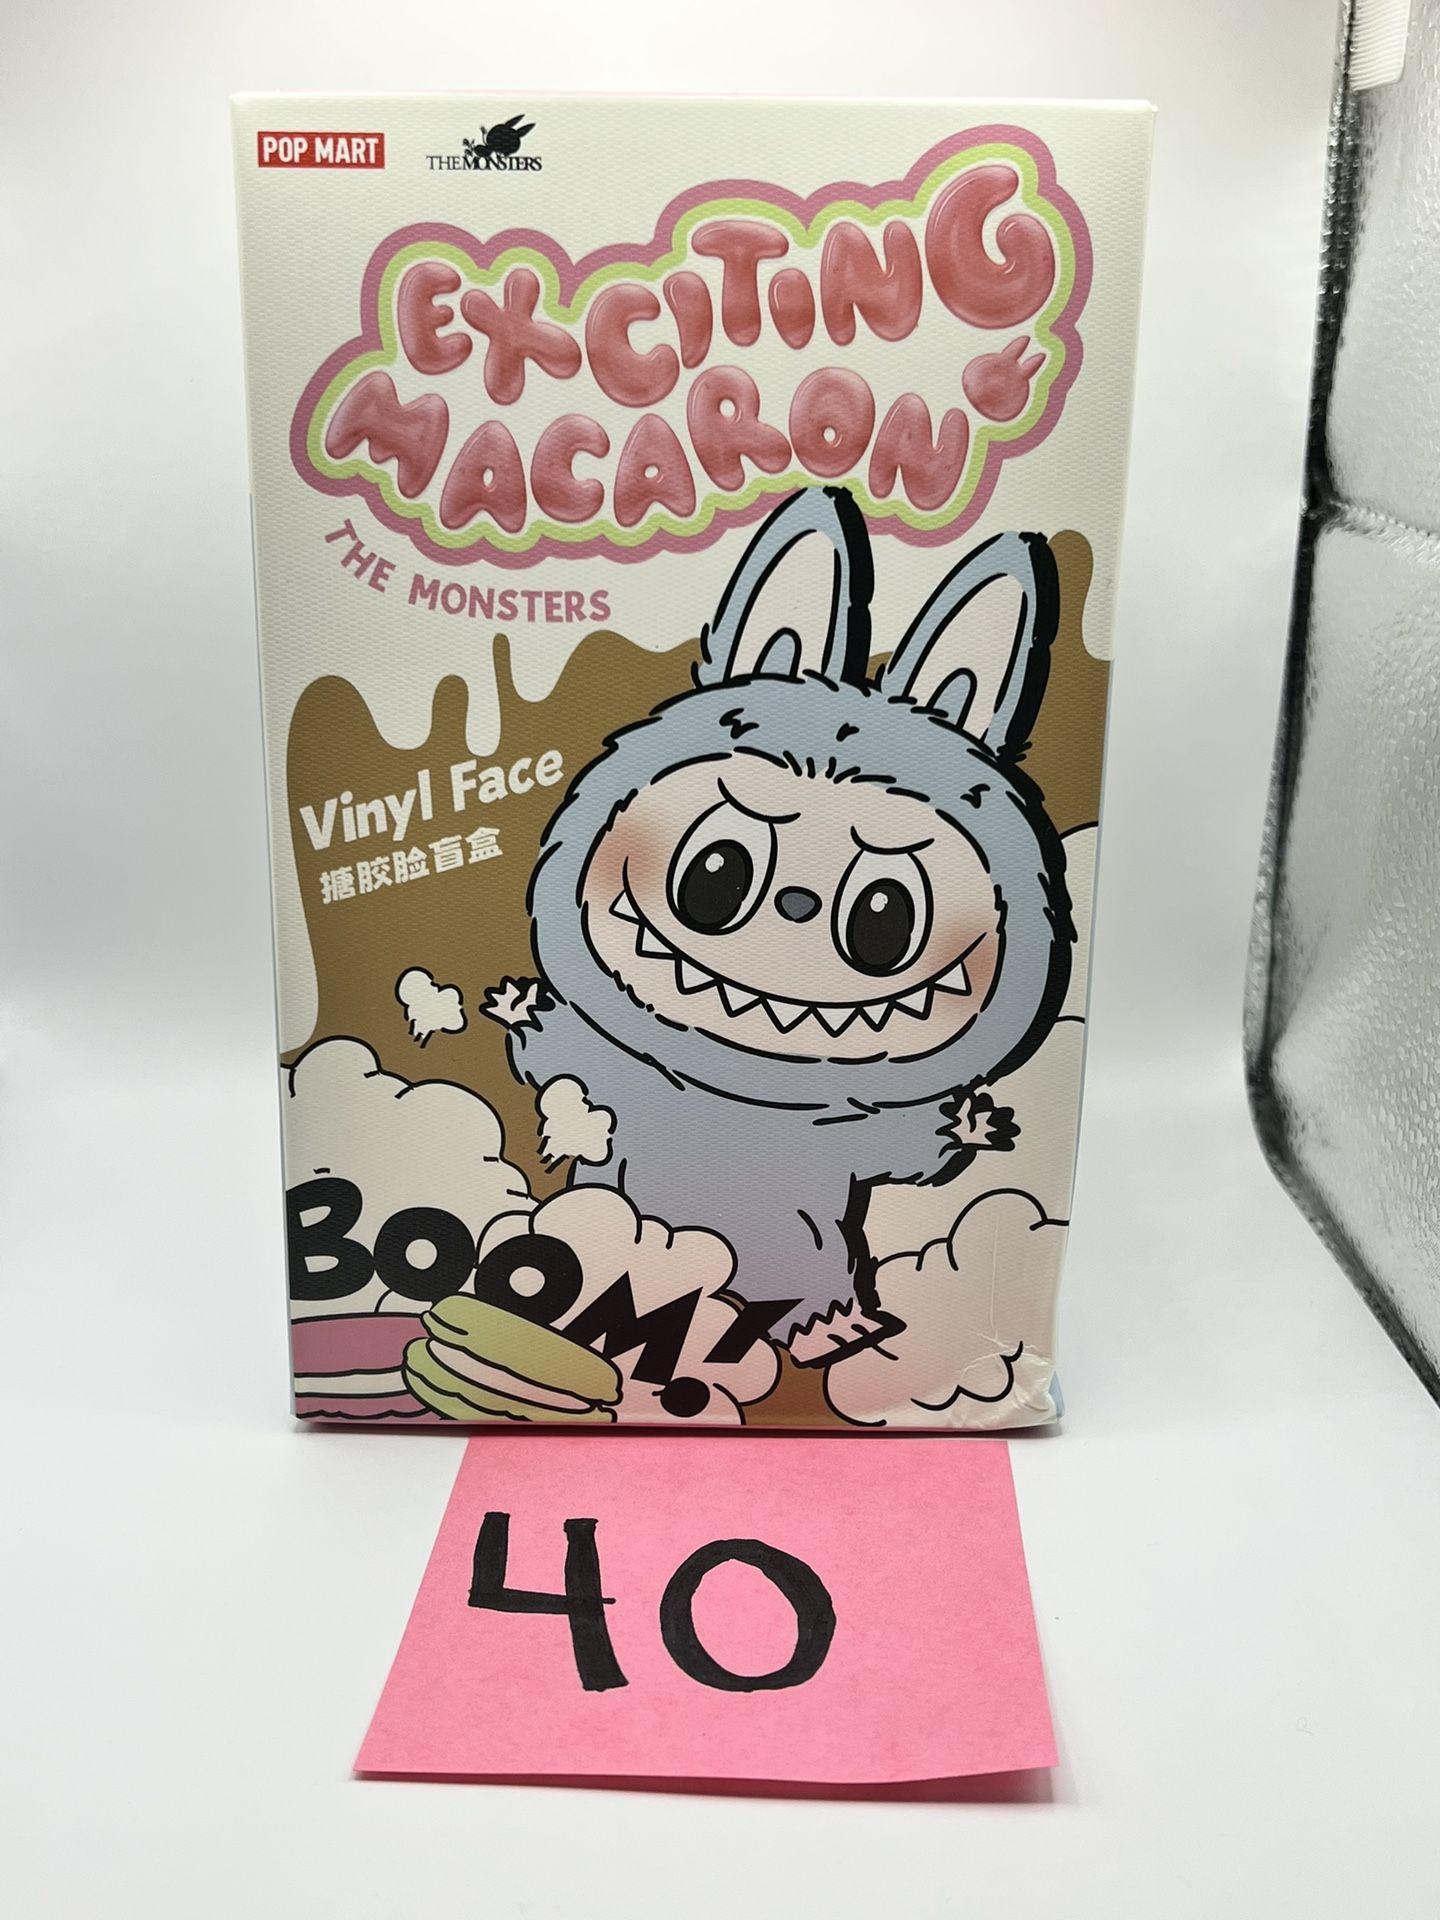 POP MART
THE MONSTERS
EXCITING
MACARON
THE MONSTERS
Vinyl Face
搪胶脸盲盒
BOOM!
40